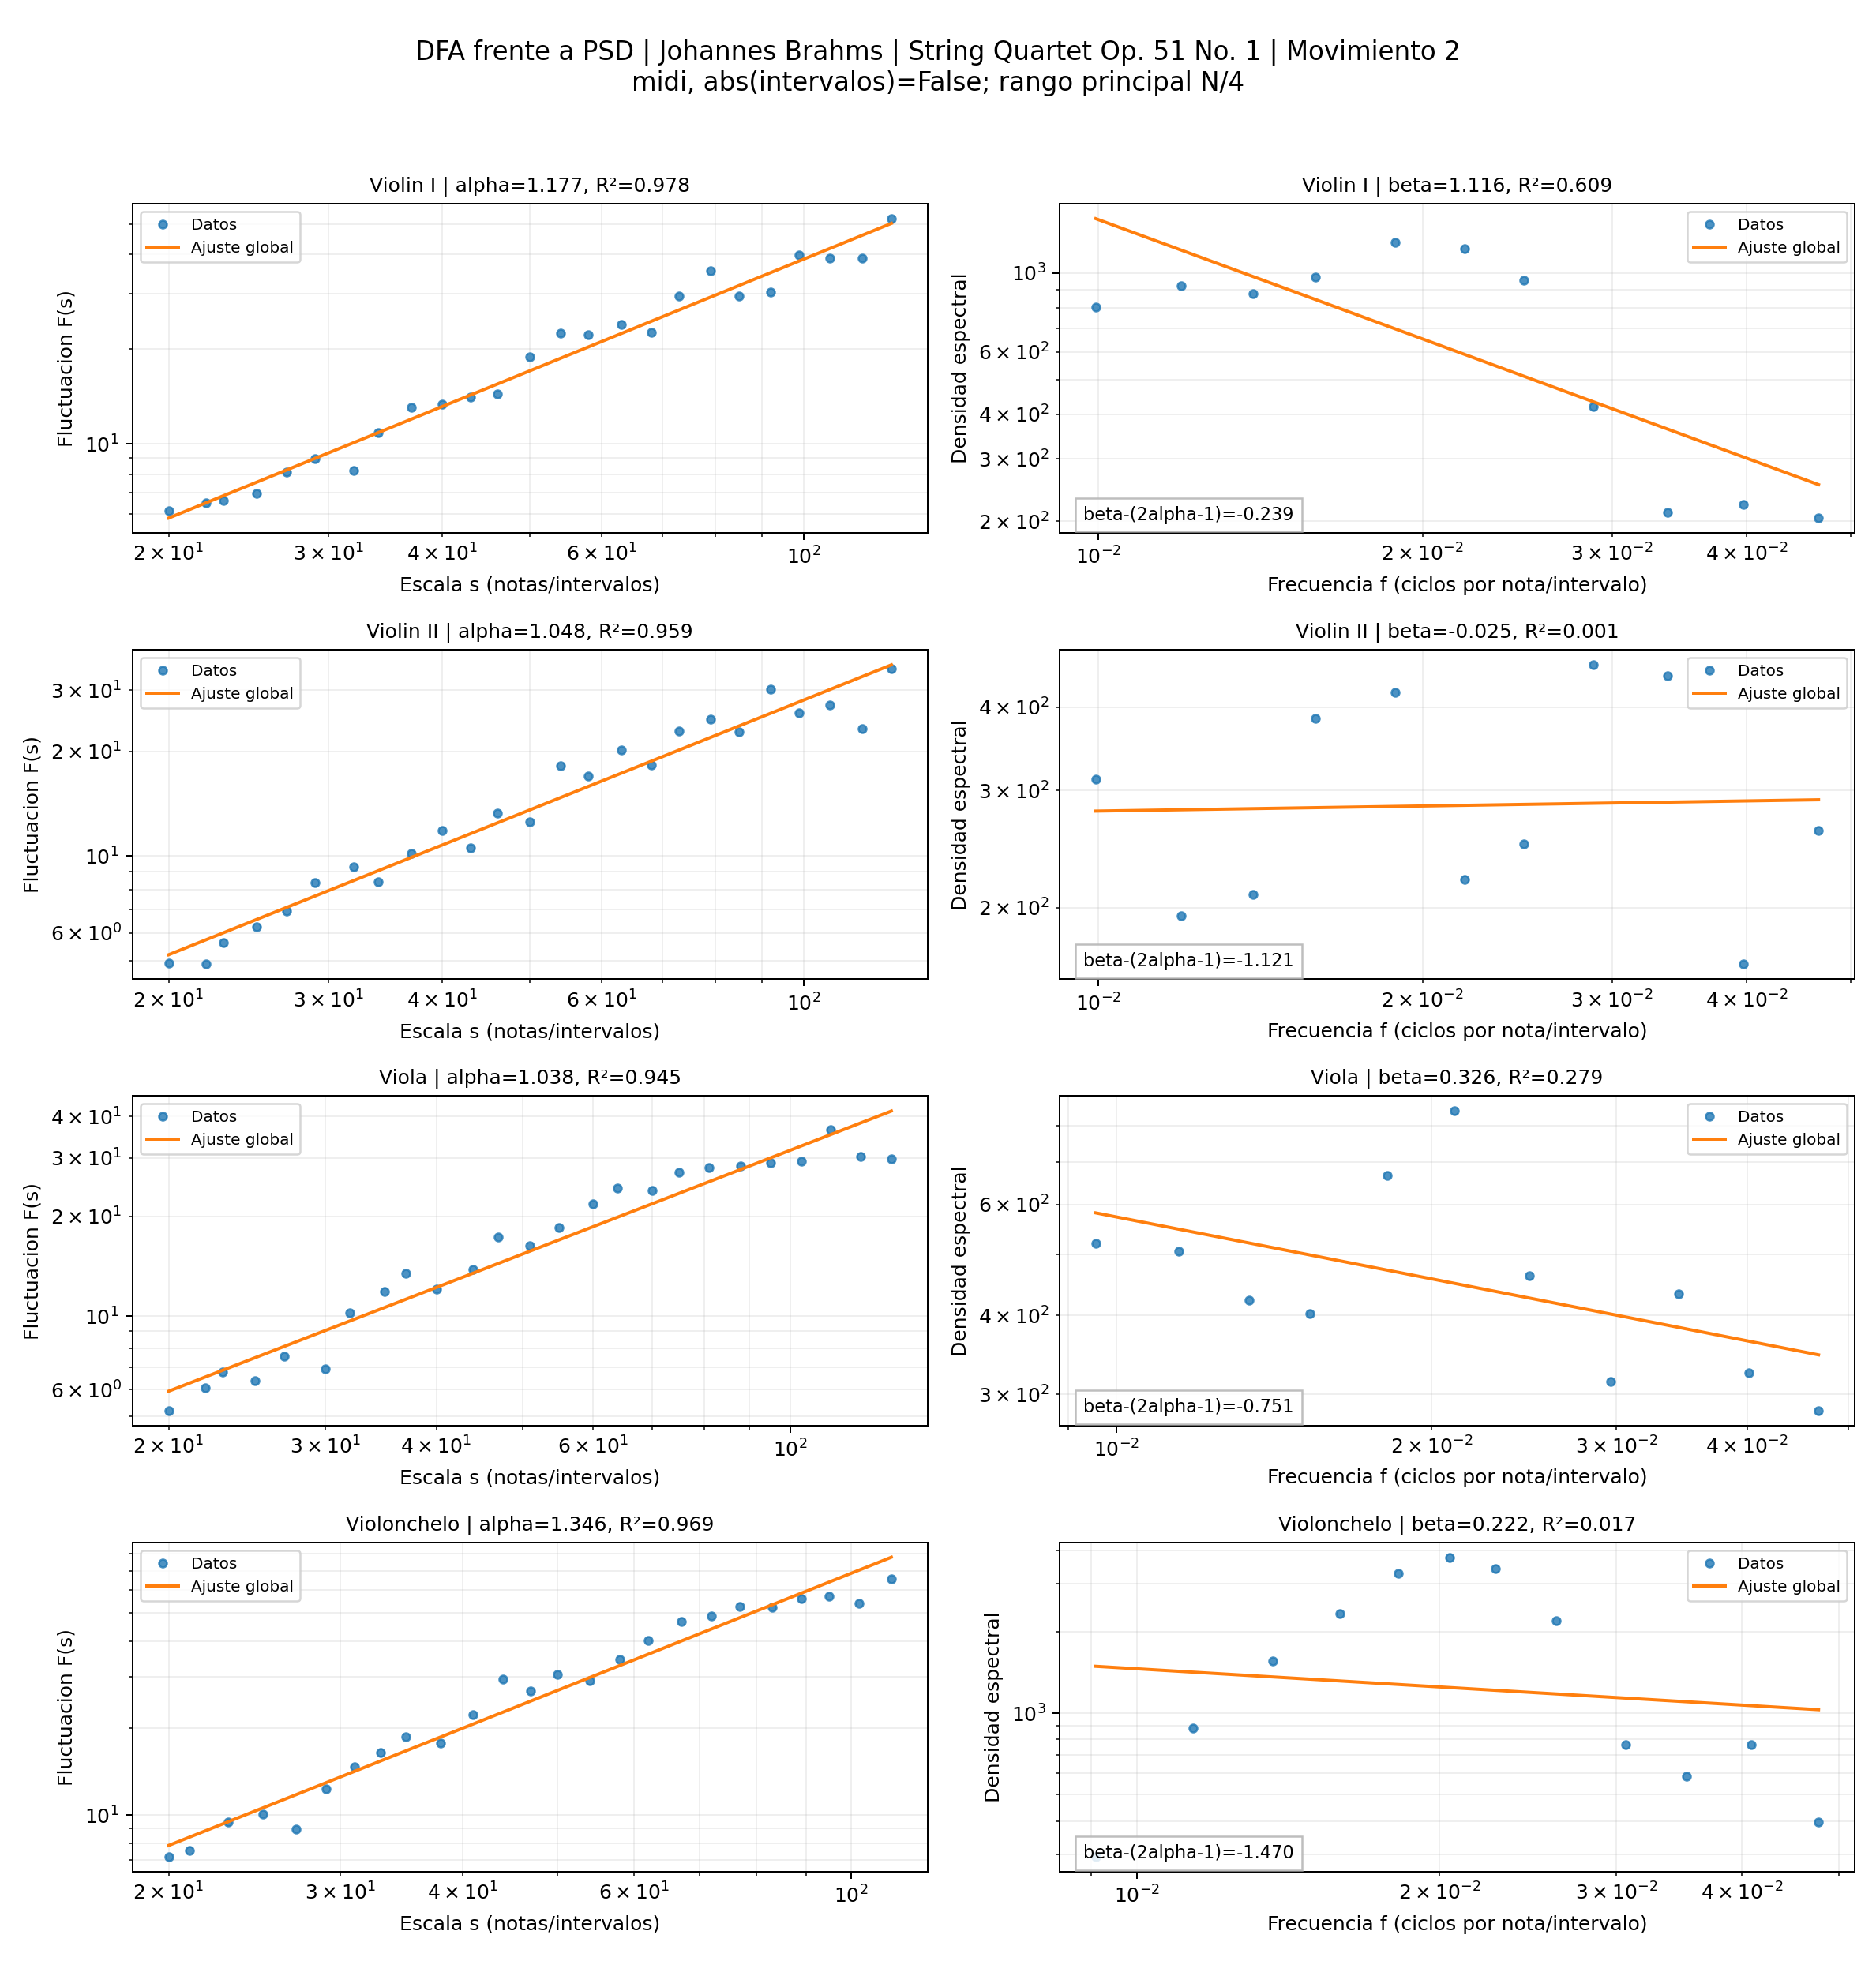 DFA frente a PSD | Johannes Brahms | String Quartet Op. 51 No. 1 | Movimiento 2
midi, abs(intervalos)=False; rango principal N/4
Violin I | alpha=1.177, R²=0.978
Datos
Ajuste global
Fluctuacion F(s)
10¹
2 × 10¹
3 × 10¹
4 × 10¹
6 × 10¹
10²
Escala s (notas/intervalos)
Violin I | beta=1.116, R²=0.609
Datos
Ajuste global
Densidad espectral
10³
6 × 10²
4 × 10²
3 × 10²
2 × 10²
beta-(2alpha-1)=-0.239
10⁻²
2 × 10⁻²
3 × 10⁻²
4 × 10⁻²
Frecuencia f (ciclos por nota/intervalo)
Violin II | alpha=1.048, R²=0.959
Datos
Ajuste global
Fluctuacion F(s)
3 × 10¹
2 × 10¹
10¹
6 × 10⁰
2 × 10¹
3 × 10¹
4 × 10¹
6 × 10¹
10²
Escala s (notas/intervalos)
Violin II | beta=-0.025, R²=0.001
Datos
Ajuste global
Densidad espectral
4 × 10²
3 × 10²
2 × 10²
beta-(2alpha-1)=-1.121
10⁻²
2 × 10⁻²
3 × 10⁻²
4 × 10⁻²
Frecuencia f (ciclos por nota/intervalo)
Viola | alpha=1.038, R²=0.945
Datos
Ajuste global
Fluctuacion F(s)
4 × 10¹
3 × 10¹
2 × 10¹
10¹
6 × 10⁰
2 × 10¹
3 × 10¹
4 × 10¹
6 × 10¹
10²
Escala s (notas/intervalos)
Viola | beta=0.326, R²=0.279
Datos
Ajuste global
Densidad espectral
6 × 10²
4 × 10²
3 × 10²
beta-(2alpha-1)=-0.751
10⁻²
2 × 10⁻²
3 × 10⁻²
4 × 10⁻²
Frecuencia f (ciclos por nota/intervalo)
Violonchelo | alpha=1.346, R²=0.969
Datos
Ajuste global
Fluctuacion F(s)
10¹
2 × 10¹
3 × 10¹
4 × 10¹
6 × 10¹
10²
Escala s (notas/intervalos)
Violonchelo | beta=0.222, R²=0.017
Datos
Ajuste global
Densidad espectral
10³
beta-(2alpha-1)=-1.470
10⁻²
2 × 10⁻²
3 × 10⁻²
4 × 10⁻²
Frecuencia f (ciclos por nota/intervalo)